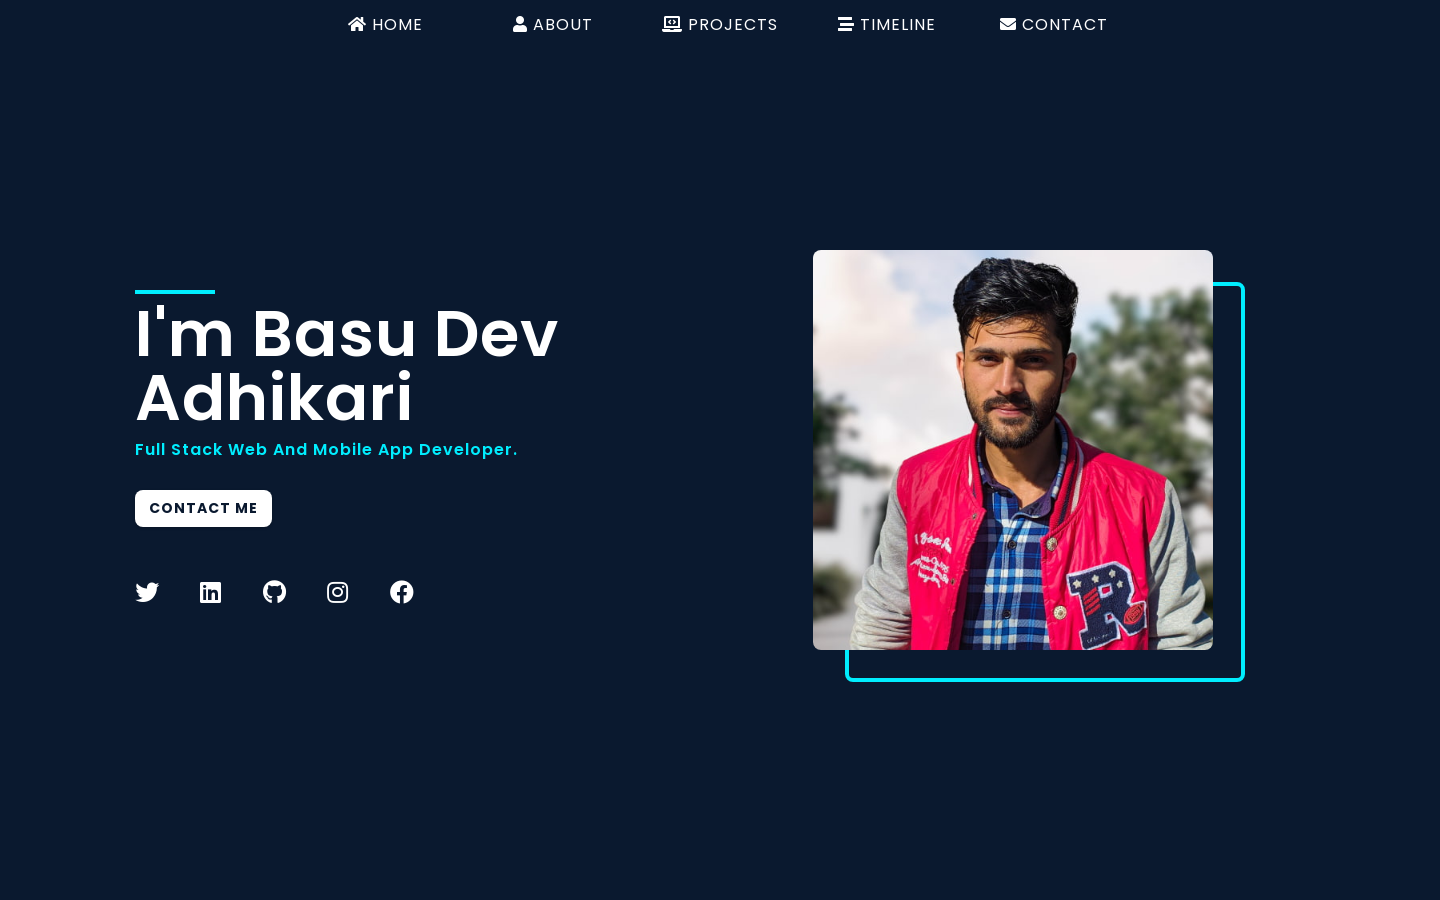 HOME ABOUT PROJECTS TIMELINE CONTACT
I'm Basu Dev
Adhikari
Full Stack Web And Mobile App Developer.
CONTACT ME
R